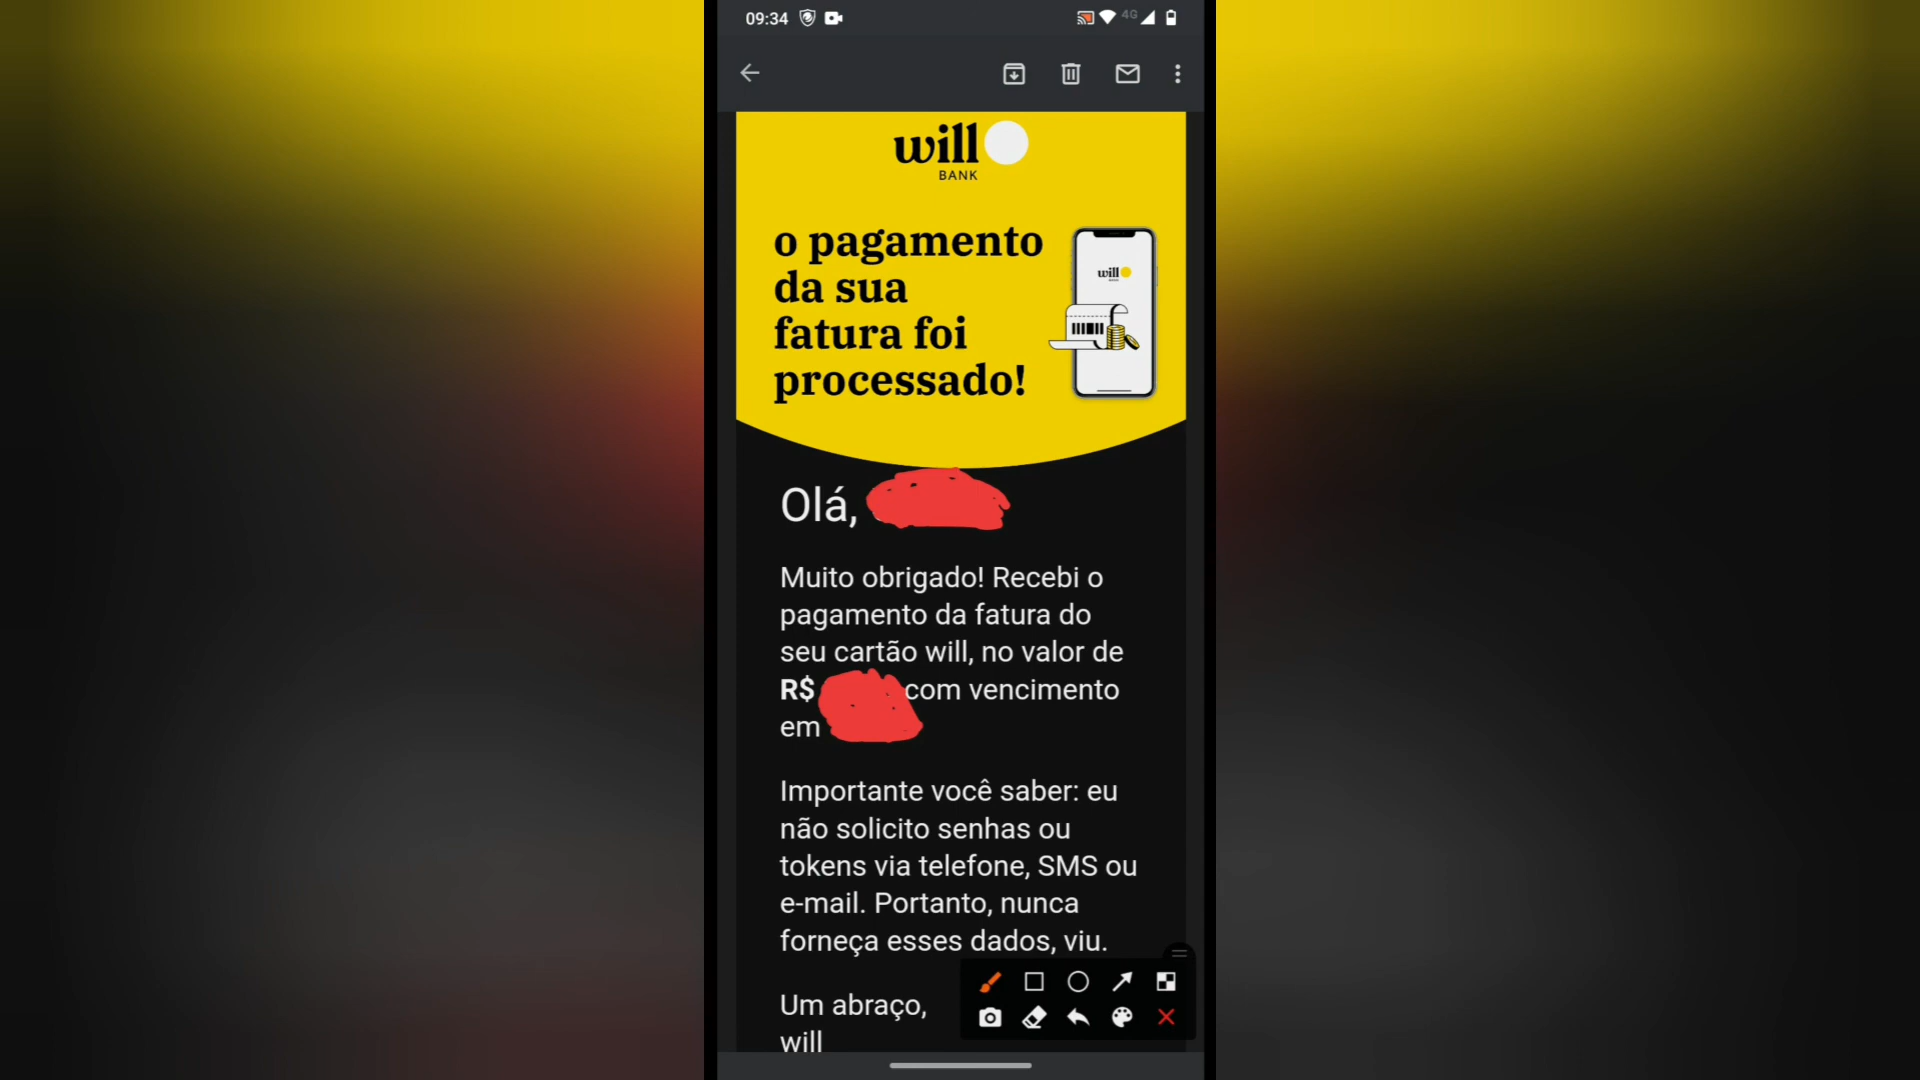 09:34
4G
will
BANK
o pagamento
da sua
fatura foi
processado!
will
Olá,
Muito obrigado! Recebi o
pagamento da fatura do
seu cartão will, no valor de
R$ com vencimento
em
Importante você saber: eu
não solicito senhas ou
tokens via telefone, SMS ou
e-mail. Portanto, nunca
forneça esses dados, viu.
Um abraço,
will